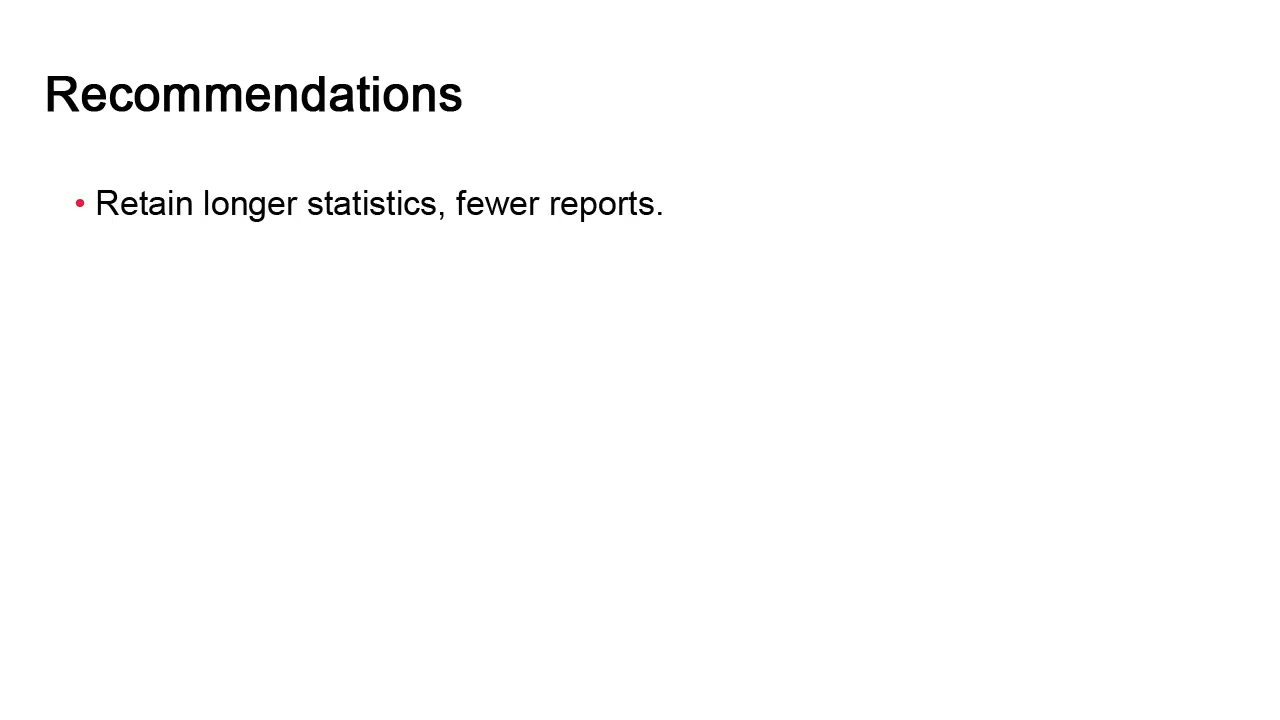 Recommendations
• Retain longer statistics, fewer reports.